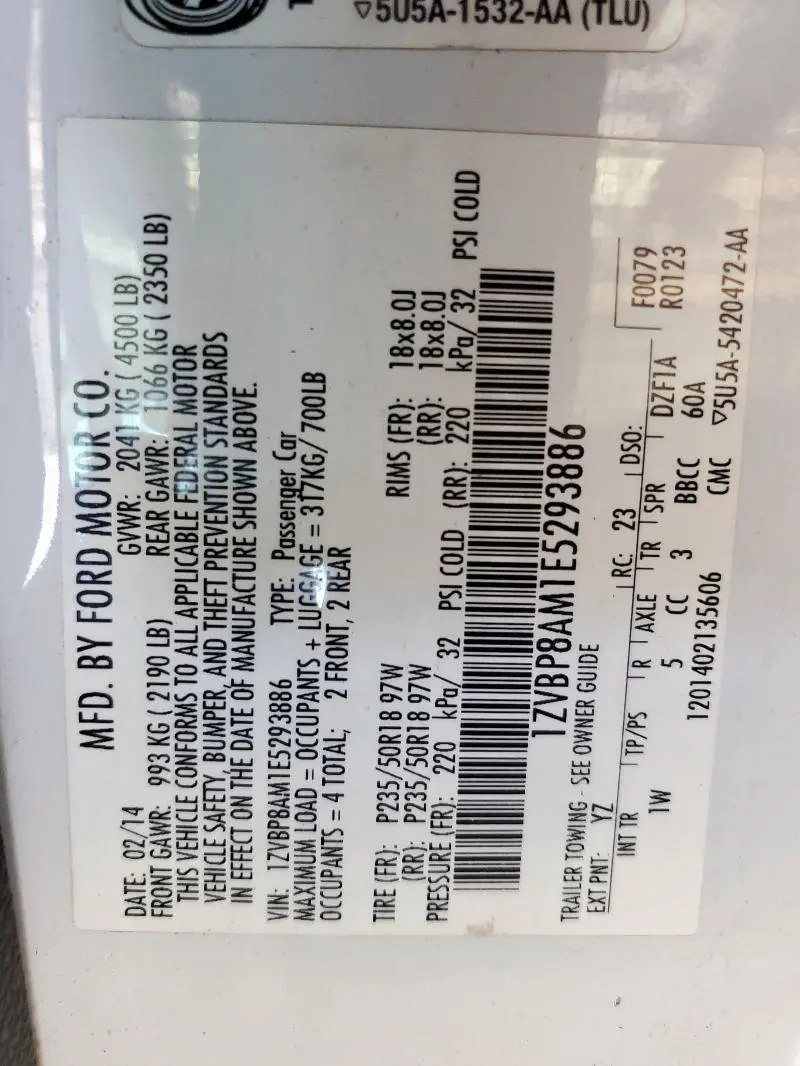 ▽5U5A-1532-AA (TLU)
MFD. BY FORD MOTOR CO.
DATE: 02/14 GVWR: 2041 KG ( 4500 LB)
FRONT GAWR: 993 KG ( 2190 LB) REAR GAWR: 1066 KG ( 2350 LB)
THIS VEHICLE CONFORMS TO ALL APPLICABLE FEDERAL MOTOR
VEHICLE SAFETY, BUMPER, AND THEFT PREVENTION STANDARDS
IN EFFECT ON THE DATE OF MANUFACTURE SHOWN ABOVE.
VIN: 1ZVBP8AM1E5293886 TYPE: Passenger Car
MAXIMUM LOAD = OCCUPANTS + LUGGAGE = 317KG/ 700LB
OCCUPANTS = 4 TOTAL; 2 FRONT, 2 REAR
TIRE (FR): P235/50R18 97W RIMS (FR): 18x8.0J
(RR): P235/50R18 97W (RR): 18x8.0J
PRESSURE (FR): 220 kPa/ 32 PSI COLD (RR): 220 kPa/ 32 PSI COLD
1ZVBP8AM1E5293886
TRAILER TOWING - SEE OWNER GUIDE
EXT PNT: YZ RC: 23 DSO: F0079
R0123
INT TR TP/PS R AXLE TR SPR DZF1A
1W 5 CC 3 BBCC 60A
1201402135606 CMC ▽5U5A-5420472-AA